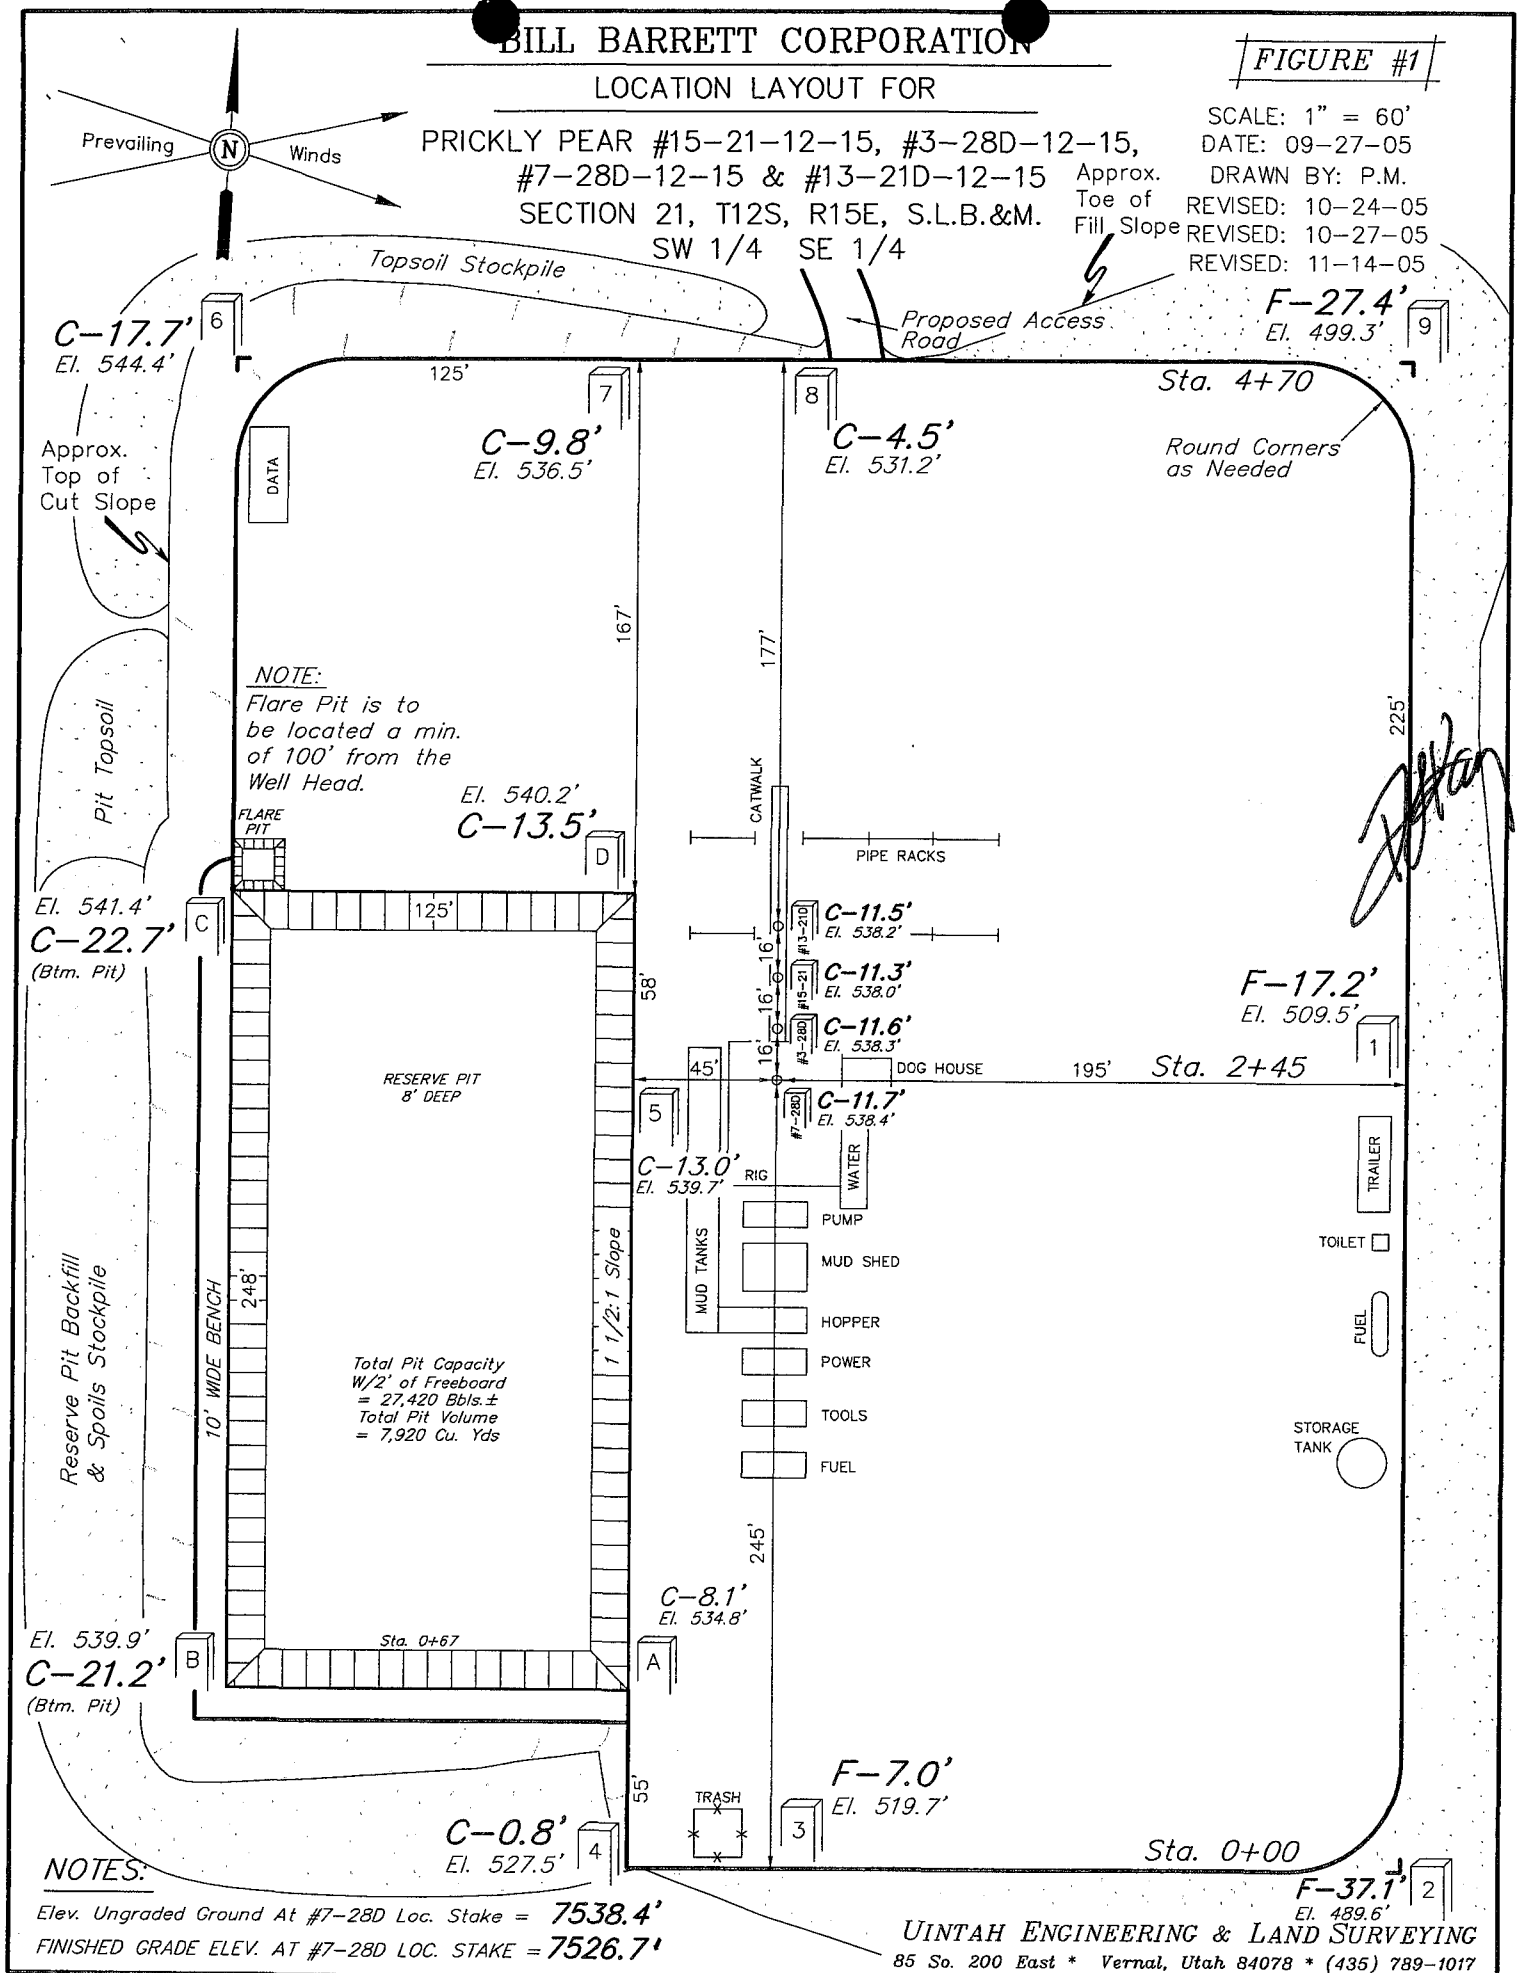 BILL BARRETT CORPORATION
LOCATION LAYOUT FOR
PRICKLY PEAR #15-21-12-15, #3-28D-12-15,
#7-28D-12-15 & #13-21D-12-15
SECTION 21, T12S, R15E, S.L.B.&M.
SW 1/4 SE 1/4
FIGURE #1
SCALE: 1" = 60'
DATE: 09-27-05
DRAWN BY: P.M.
REVISED: 10-24-05
REVISED: 10-27-05
REVISED: 11-14-05
Prevailing
N
Winds
Approx.
Toe of
Fill Slope
Topsoil Stockpile
Proposed Access
Road
C-17.7'
El. 544.4'
6
F-27.4'
El. 499.3'
9
125'
7
8
Sta. 4+70
C-9.8'
El. 536.5'
C-4.5'
El. 531.2'
Round Corners
as Needed
Approx.
Top of
Cut Slope
DATA
167'
177'
225'
NOTE:
Flare Pit is to
be located a min.
of 100' from the
Well Head.
Pit Topsoil
FLARE
PIT
El. 540.2'
C-13.5'
D
CATWALK
PIPE RACKS
El. 541.4'
C-22.7'
(Btm. Pit)
C
125'
58'
16'
#13-21D
C-11.5'
El. 538.2'
16'
#15-21
C-11.3'
El. 538.0'
16'
#3-28D
C-11.6'
El. 538.3'
F-17.2'
El. 509.5'
1
RESERVE PIT
8' DEEP
45'
DOG HOUSE
195'
Sta. 2+45
5
#7-28D
C-11.7'
El. 538.4'
C-13.0'
El. 539.7'
RIG
WATER
TRAILER
PUMP
TOILET
MUD SHED
MUD TANKS
HOPPER
FUEL
POWER
TOOLS
FUEL
STORAGE
TANK
Reserve Pit Backfill
& Spoils Stockpile
10' WIDE BENCH
248'
1 1/2:1 Slope
Total Pit Capacity
W/2' of Freeboard
= 27,420 Bbls.±
Total Pit Volume
= 7,920 Cu. Yds
245'
C-8.1'
El. 534.8'
El. 539.9'
C-21.2'
(Btm. Pit)
B
Sta. 0+67
A
55'
TRASH
F-7.0'
El. 519.7'
3
C-0.8'
El. 527.5'
4
Sta. 0+00
F-37.1'
El. 489.6'
2
NOTES:
Elev. Ungraded Ground At #7-28D Loc. Stake = 7538.4'
FINISHED GRADE ELEV. AT #7-28D LOC. STAKE = 7526.7'
UINTAH ENGINEERING & LAND SURVEYING
85 So. 200 East * Vernal, Utah 84078 * (435) 789-1017